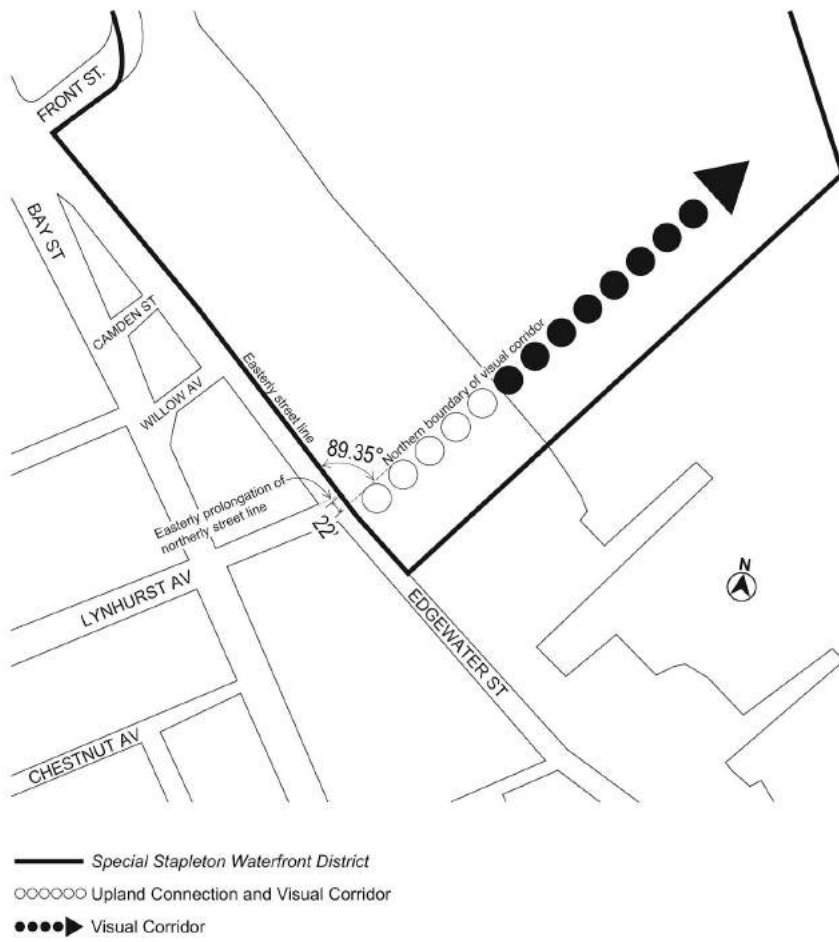 FRONT ST.
BAY ST
CAMDEN ST
WILLOW AV
Easterly street line
Northern boundary of visual corridor
89.35°
Easterly prolongation of
northerly street line
22'
N
LYNHURST AV
EDGEWATER ST
CHESTNUT AV
Special Stapleton Waterfront District
Upland Connection and Visual Corridor
Visual Corridor